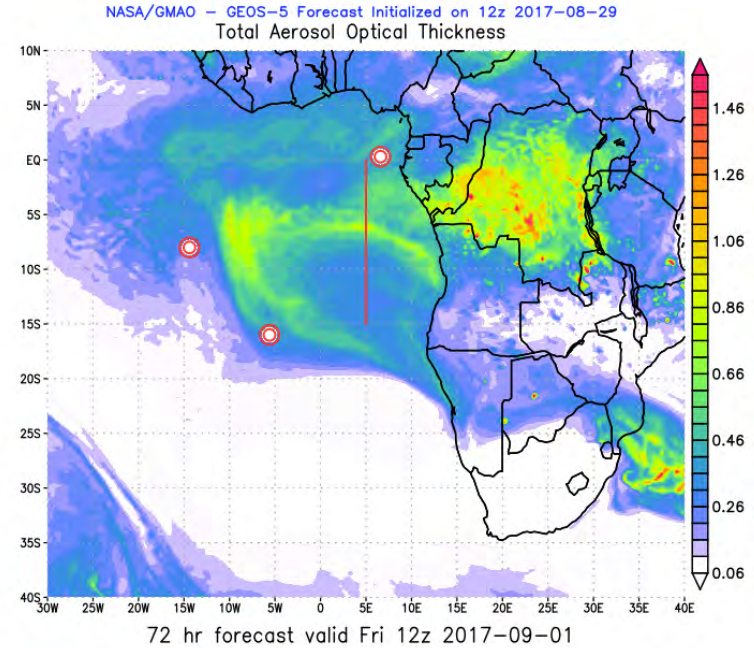 NASA/GMAO - GEOS-5 Forecast Initialized on 12z 2017-08-29
Total Aerosol Optical Thickness
10N
5N
EQ
5S
10S
15S
20S
25S
30S
35S
40S
30W 25W 20W 15W 10W 5W 0 5E 10E 15E 20E 25E 30E 35E 40E
1.46
1.26
1.06
0.86
0.66
0.46
0.26
0.06
72 hr forecast valid Fri 12z 2017-09-01